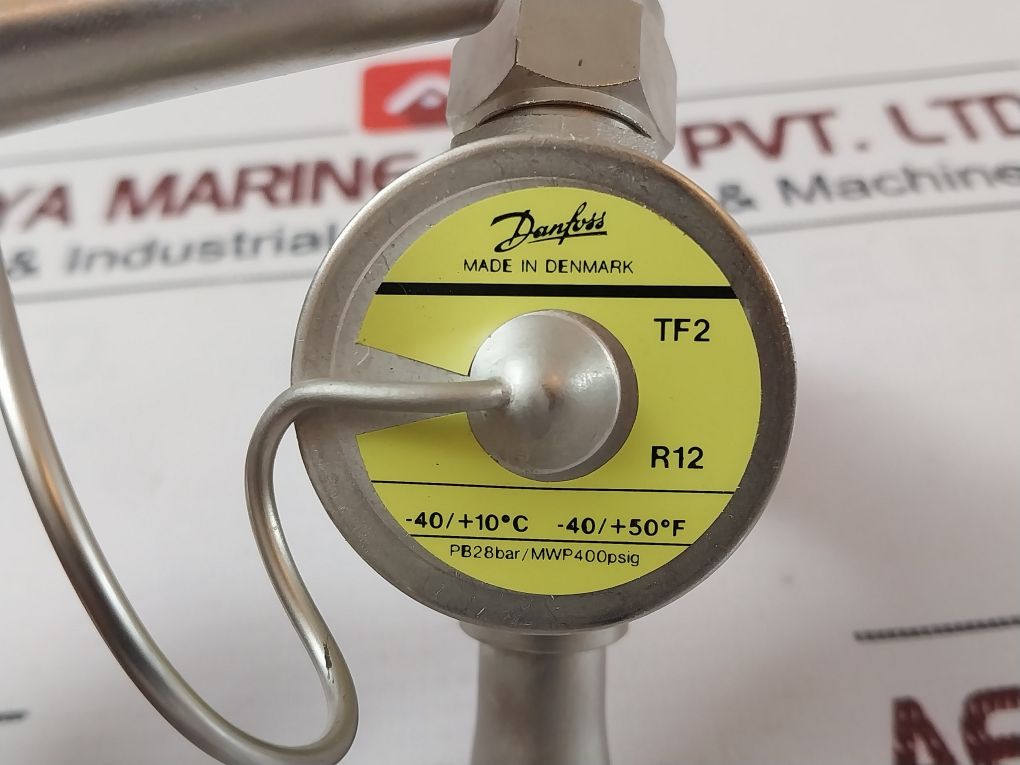 YA MARINE PVT. LTD
& Industrial & Machine
Danfoss
MADE IN DENMARK
TF2
R12
-40/+10°C -40/+50°F
PB28bar/MWP400psig